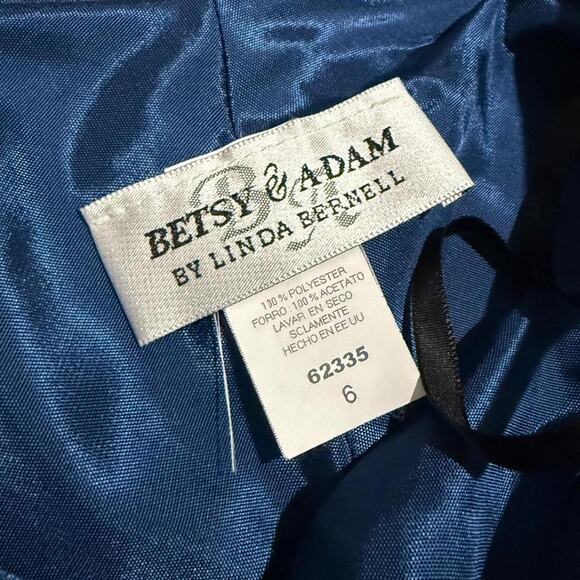 BETSY & ADAM
BY LINDA BERNELL
100% POLYESTER
FORRO: 100% ACETATO
LAVAR EN SECO
SCLAMENTE
HECHO EN EE UU
62335
6